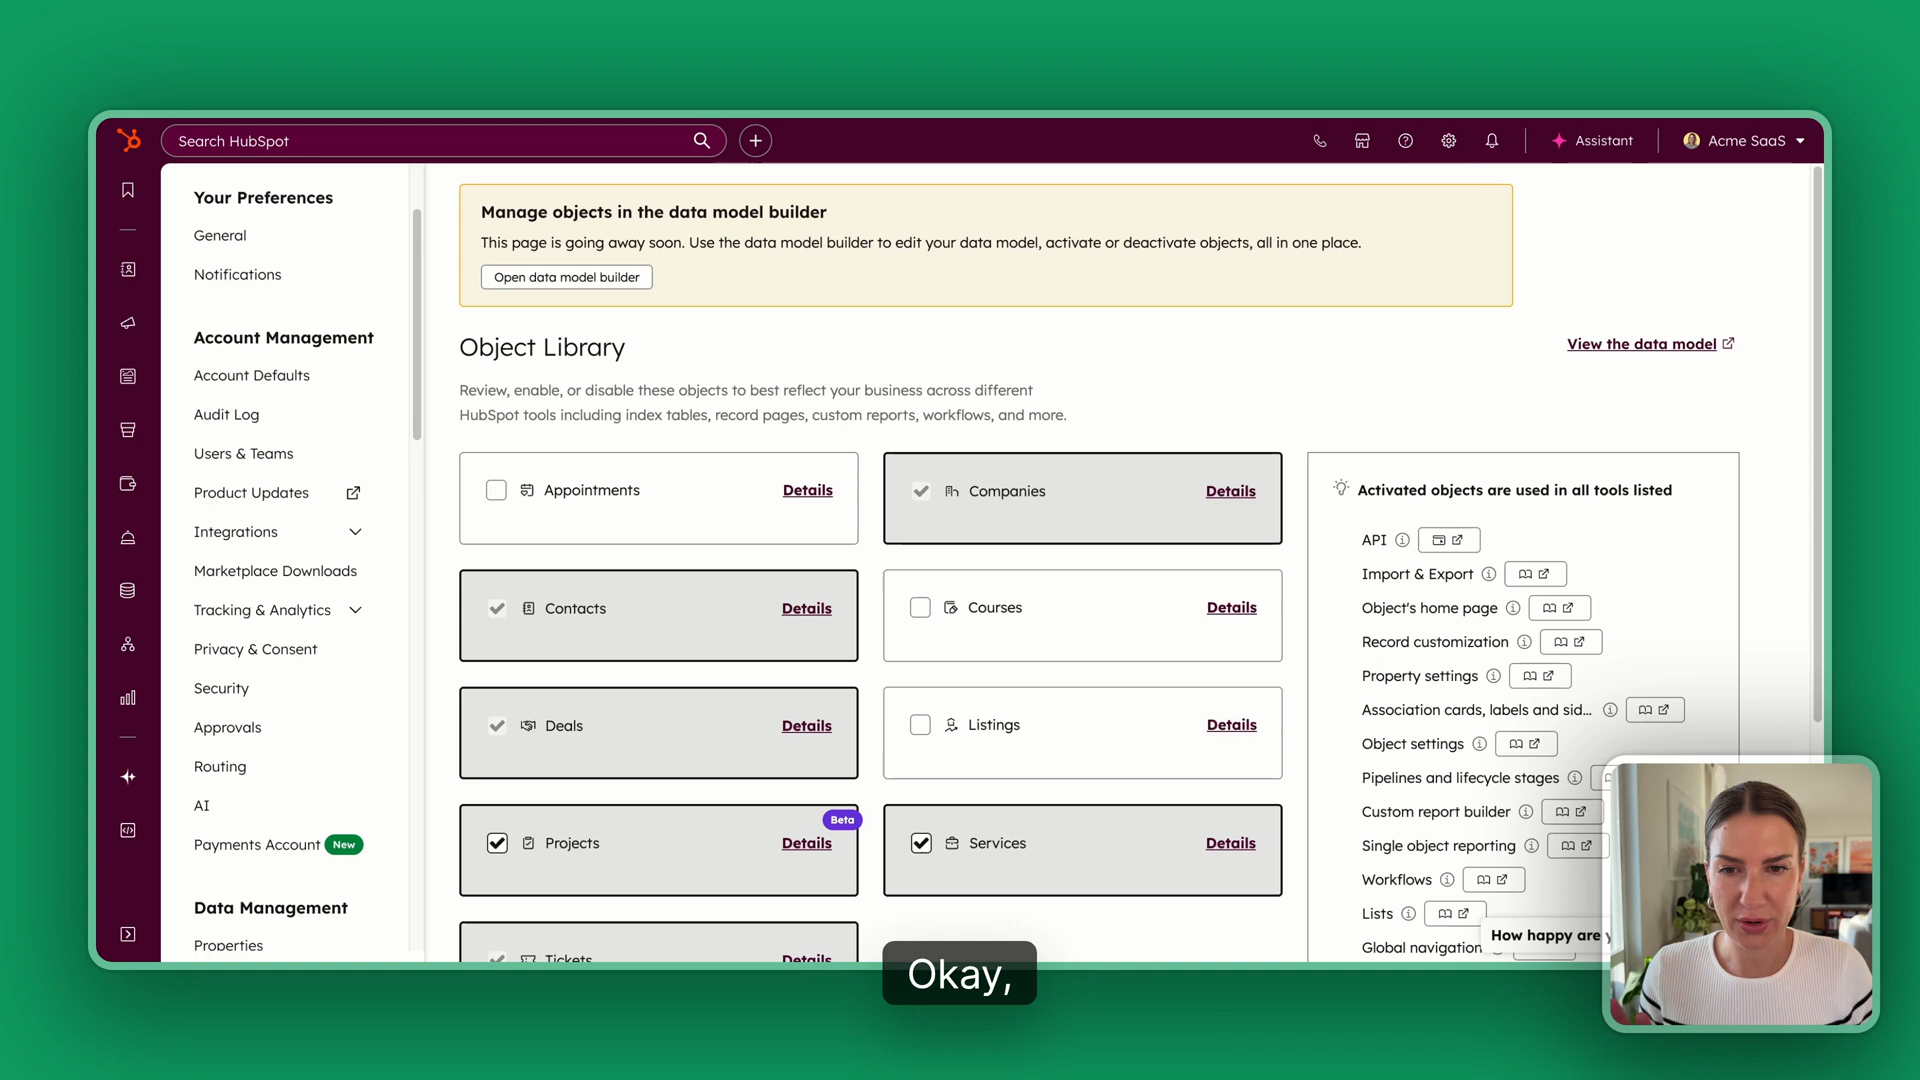 Search HubSpot
Assistant
Acme SaaS
Your Preferences
General
Notifications
Account Management
Account Defaults
Audit Log
Users & Teams
Product Updates
Integrations
Marketplace Downloads
Tracking & Analytics
Privacy & Consent
Security
Approvals
Routing
AI
Payments Account New
Data Management
Properties
Manage objects in the data model builder
This page is going away soon. Use the data model builder to edit your data model, activate or deactivate objects, all in one place.
Open data model builder
Object Library
View the data model
Review, enable, or disable these objects to best reflect your business across different
HubSpot tools including index tables, record pages, custom reports, workflows, and more.
Appointments Details
Companies Details
Contacts Details
Courses Details
Deals Details
Listings Details
Beta
Projects Details
Services Details
Tickets Details
Activated objects are used in all tools listed
API
Import & Export
Object's home page
Record customization
Property settings
Association cards, labels and sid...
Object settings
Pipelines and lifecycle stages
Custom report builder
Single object reporting
Workflows
Lists
Global navigation
How happy are
Okay,